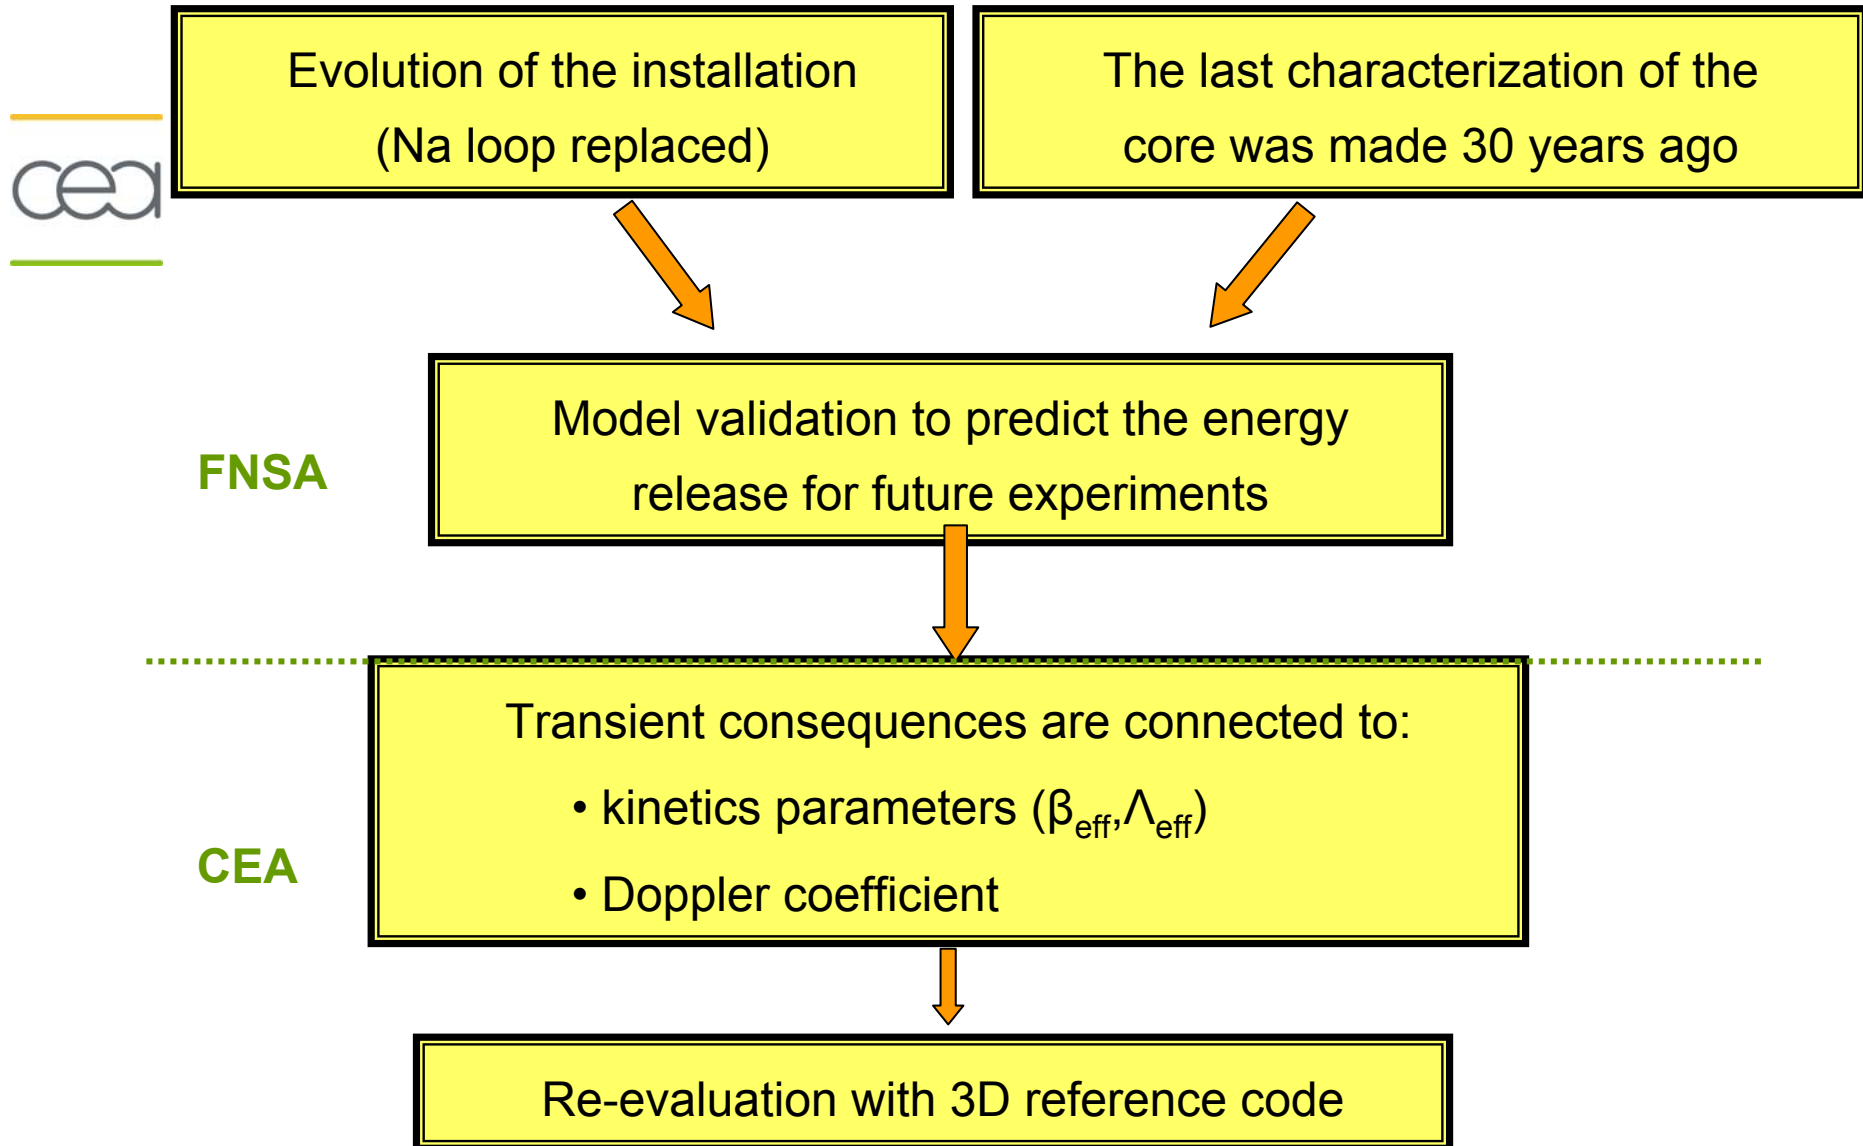 Evolution of the installation
(Na loop replaced)
The last characterization of the
core was made 30 years ago
cea
Model validation to predict the energy
release for future experiments
FNSA
Transient consequences are connected to:
• kinetics parameters (βeff,Λeff)
• Doppler coefficient
CEA
Re-evaluation with 3D reference code